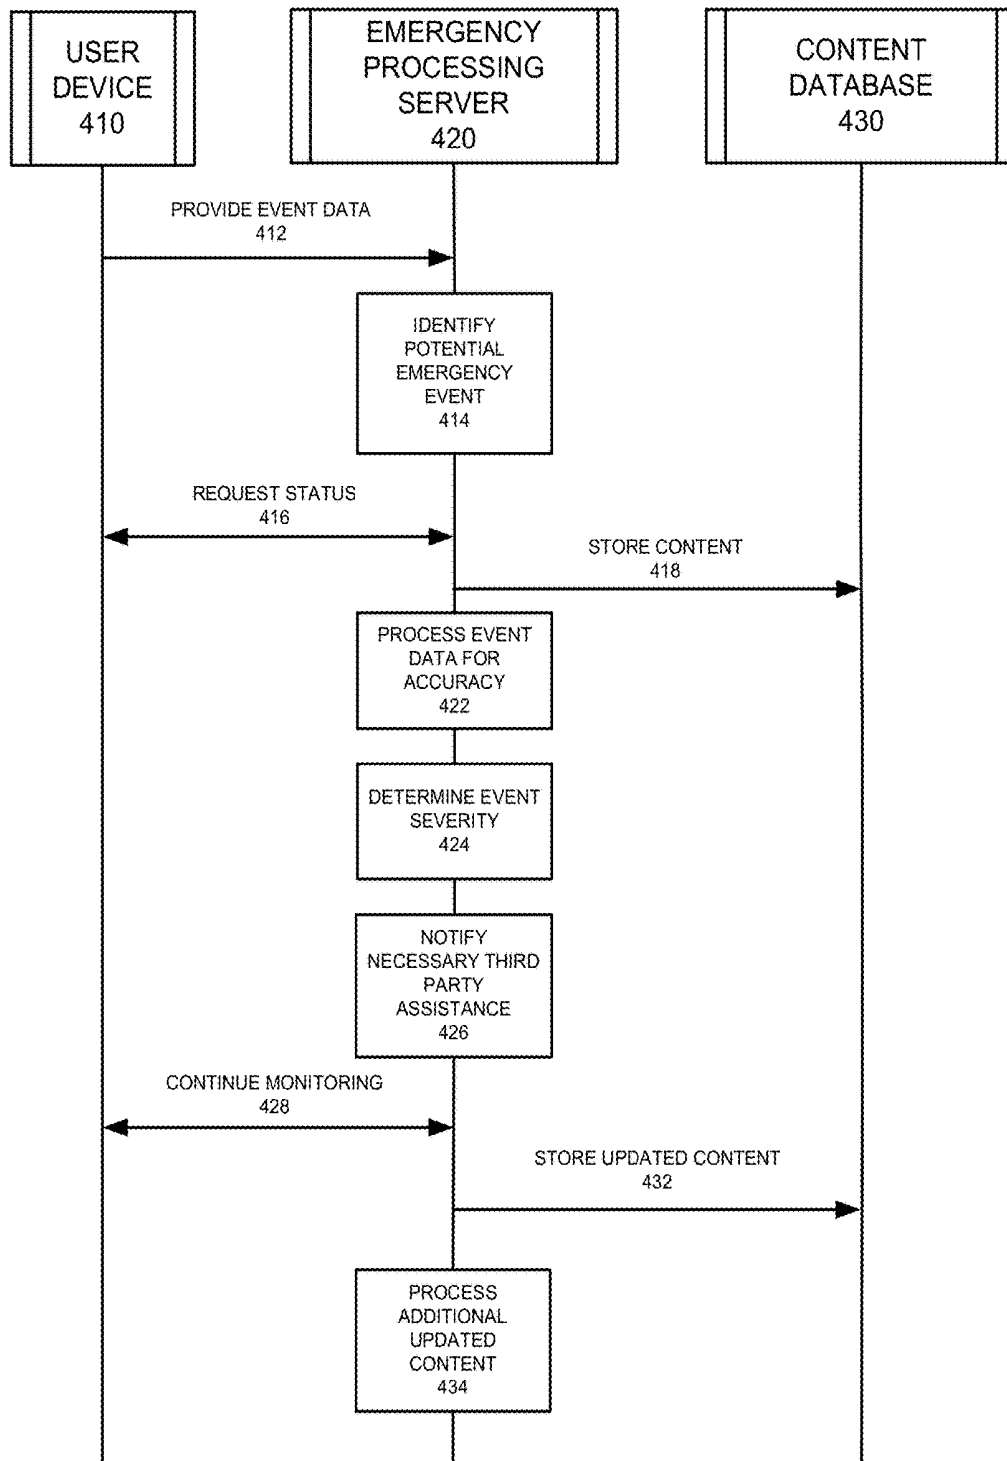 USER
DEVICE
410
EMERGENCY
PROCESSING
SERVER
420
CONTENT
DATABASE
430
PROVIDE EVENT DATA
412
IDENTIFY
POTENTIAL
EMERGENCY
EVENT
414
REQUEST STATUS
416
STORE CONTENT
418
PROCESS EVENT
DATA FOR
ACCURACY
422
DETERMINE EVENT
SEVERITY
424
NOTIFY
NECESSARY THIRD
PARTY
ASSISTANCE
426
CONTINUE MONITORING
428
STORE UPDATED CONTENT
432
PROCESS
ADDITIONAL
UPDATED
CONTENT
434